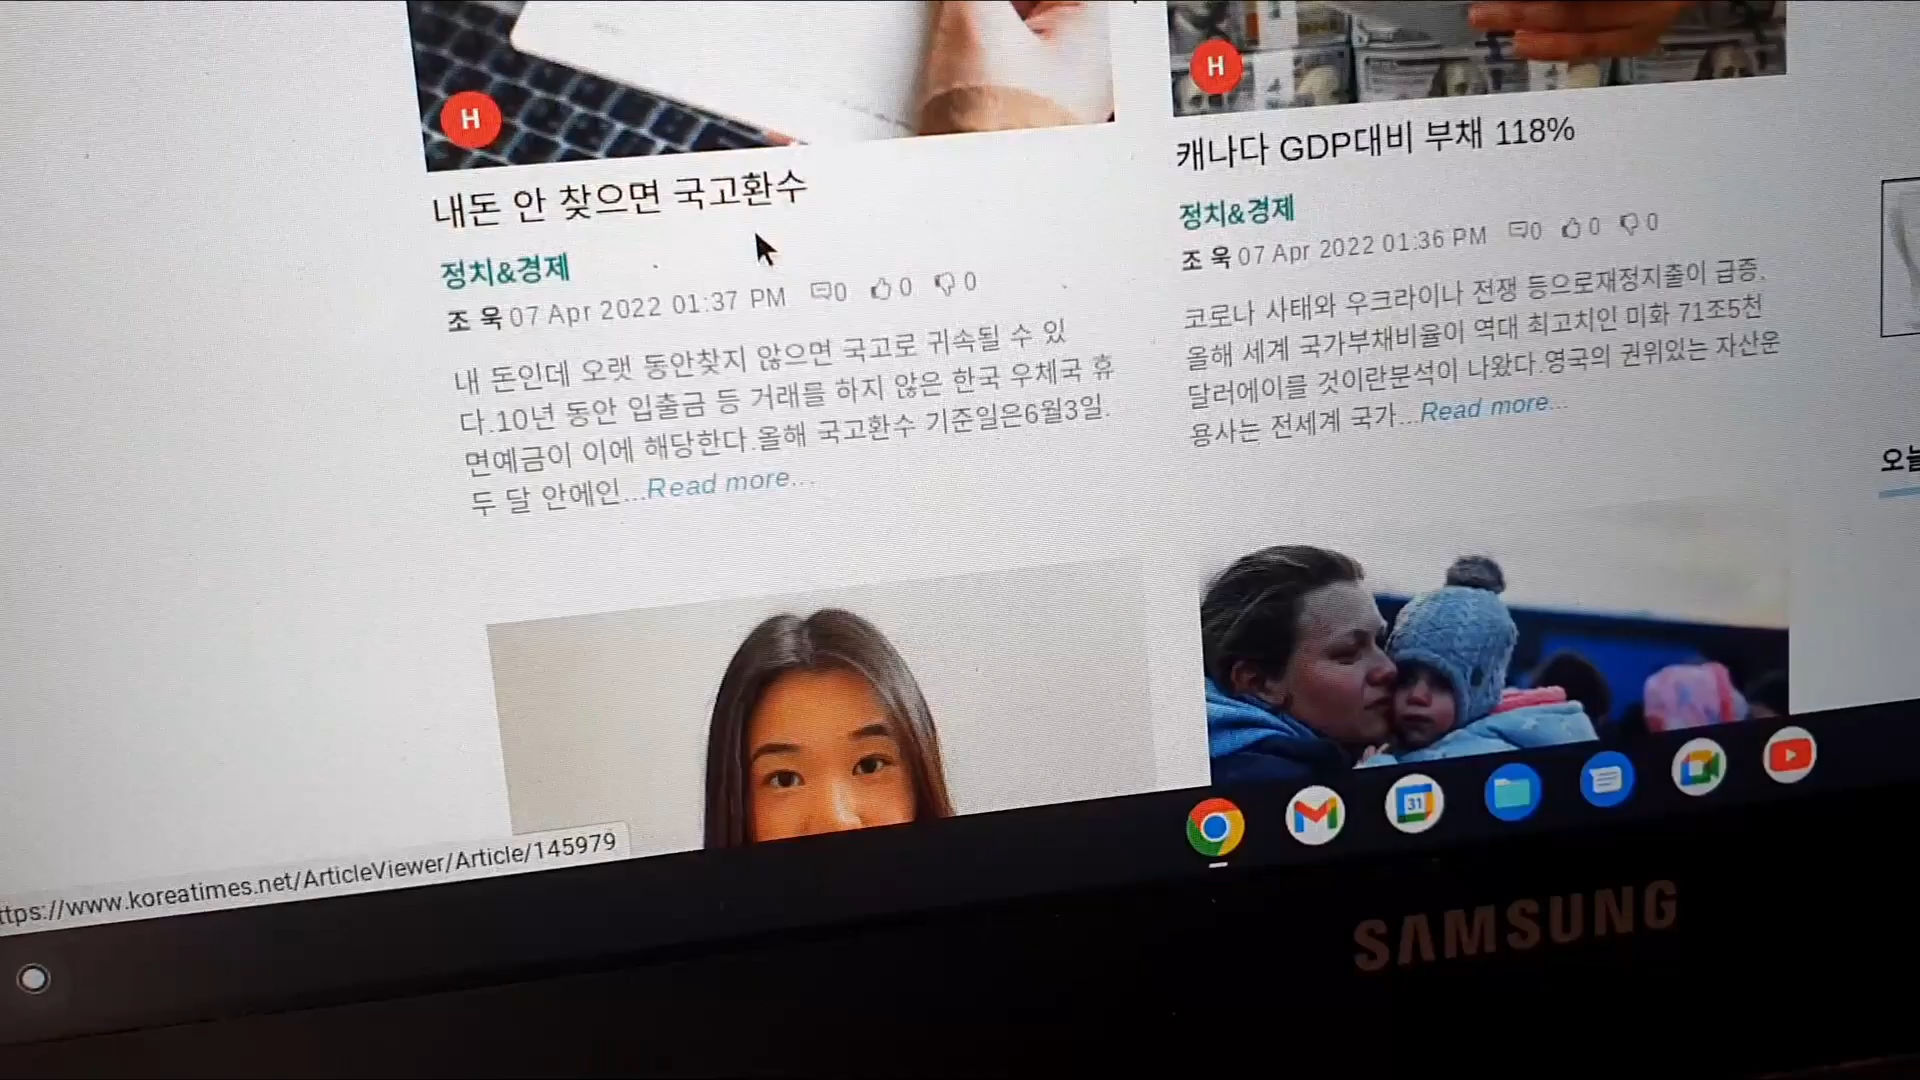 H
내돈 안 찾으면 국고환수
정치&경제
조 욱 07 Apr 2022 01:37 PM 0 0 0
내 돈인데 오랫 동안찾지 않으면 국고로 귀속될 수 있
다.10년 동안 입출금 등 거래를 하지 않은 한국 우체국 휴
면예금이 이에 해당한다.올해 국고환수 기준일은6월3일.
두 달 안에인...Read more...
H
캐나다 GDP대비 부채 118%
정치&경제
조 욱 07 Apr 2022 01:36 PM 0 0 0
코로나 사태와 우크라이나 전쟁 등으로재정지출이 급증,
올해 세계 국가부채비율이 역대 최고치인 미화 71조5천
달러에이를 것이란분석이 나왔다.영국의 권위있는 자산운
용사는 전세계 국가...Read more...
오늘
ttps://www.koreatimes.net/ArticleViewer/Article/145979
31
SAMSUNG